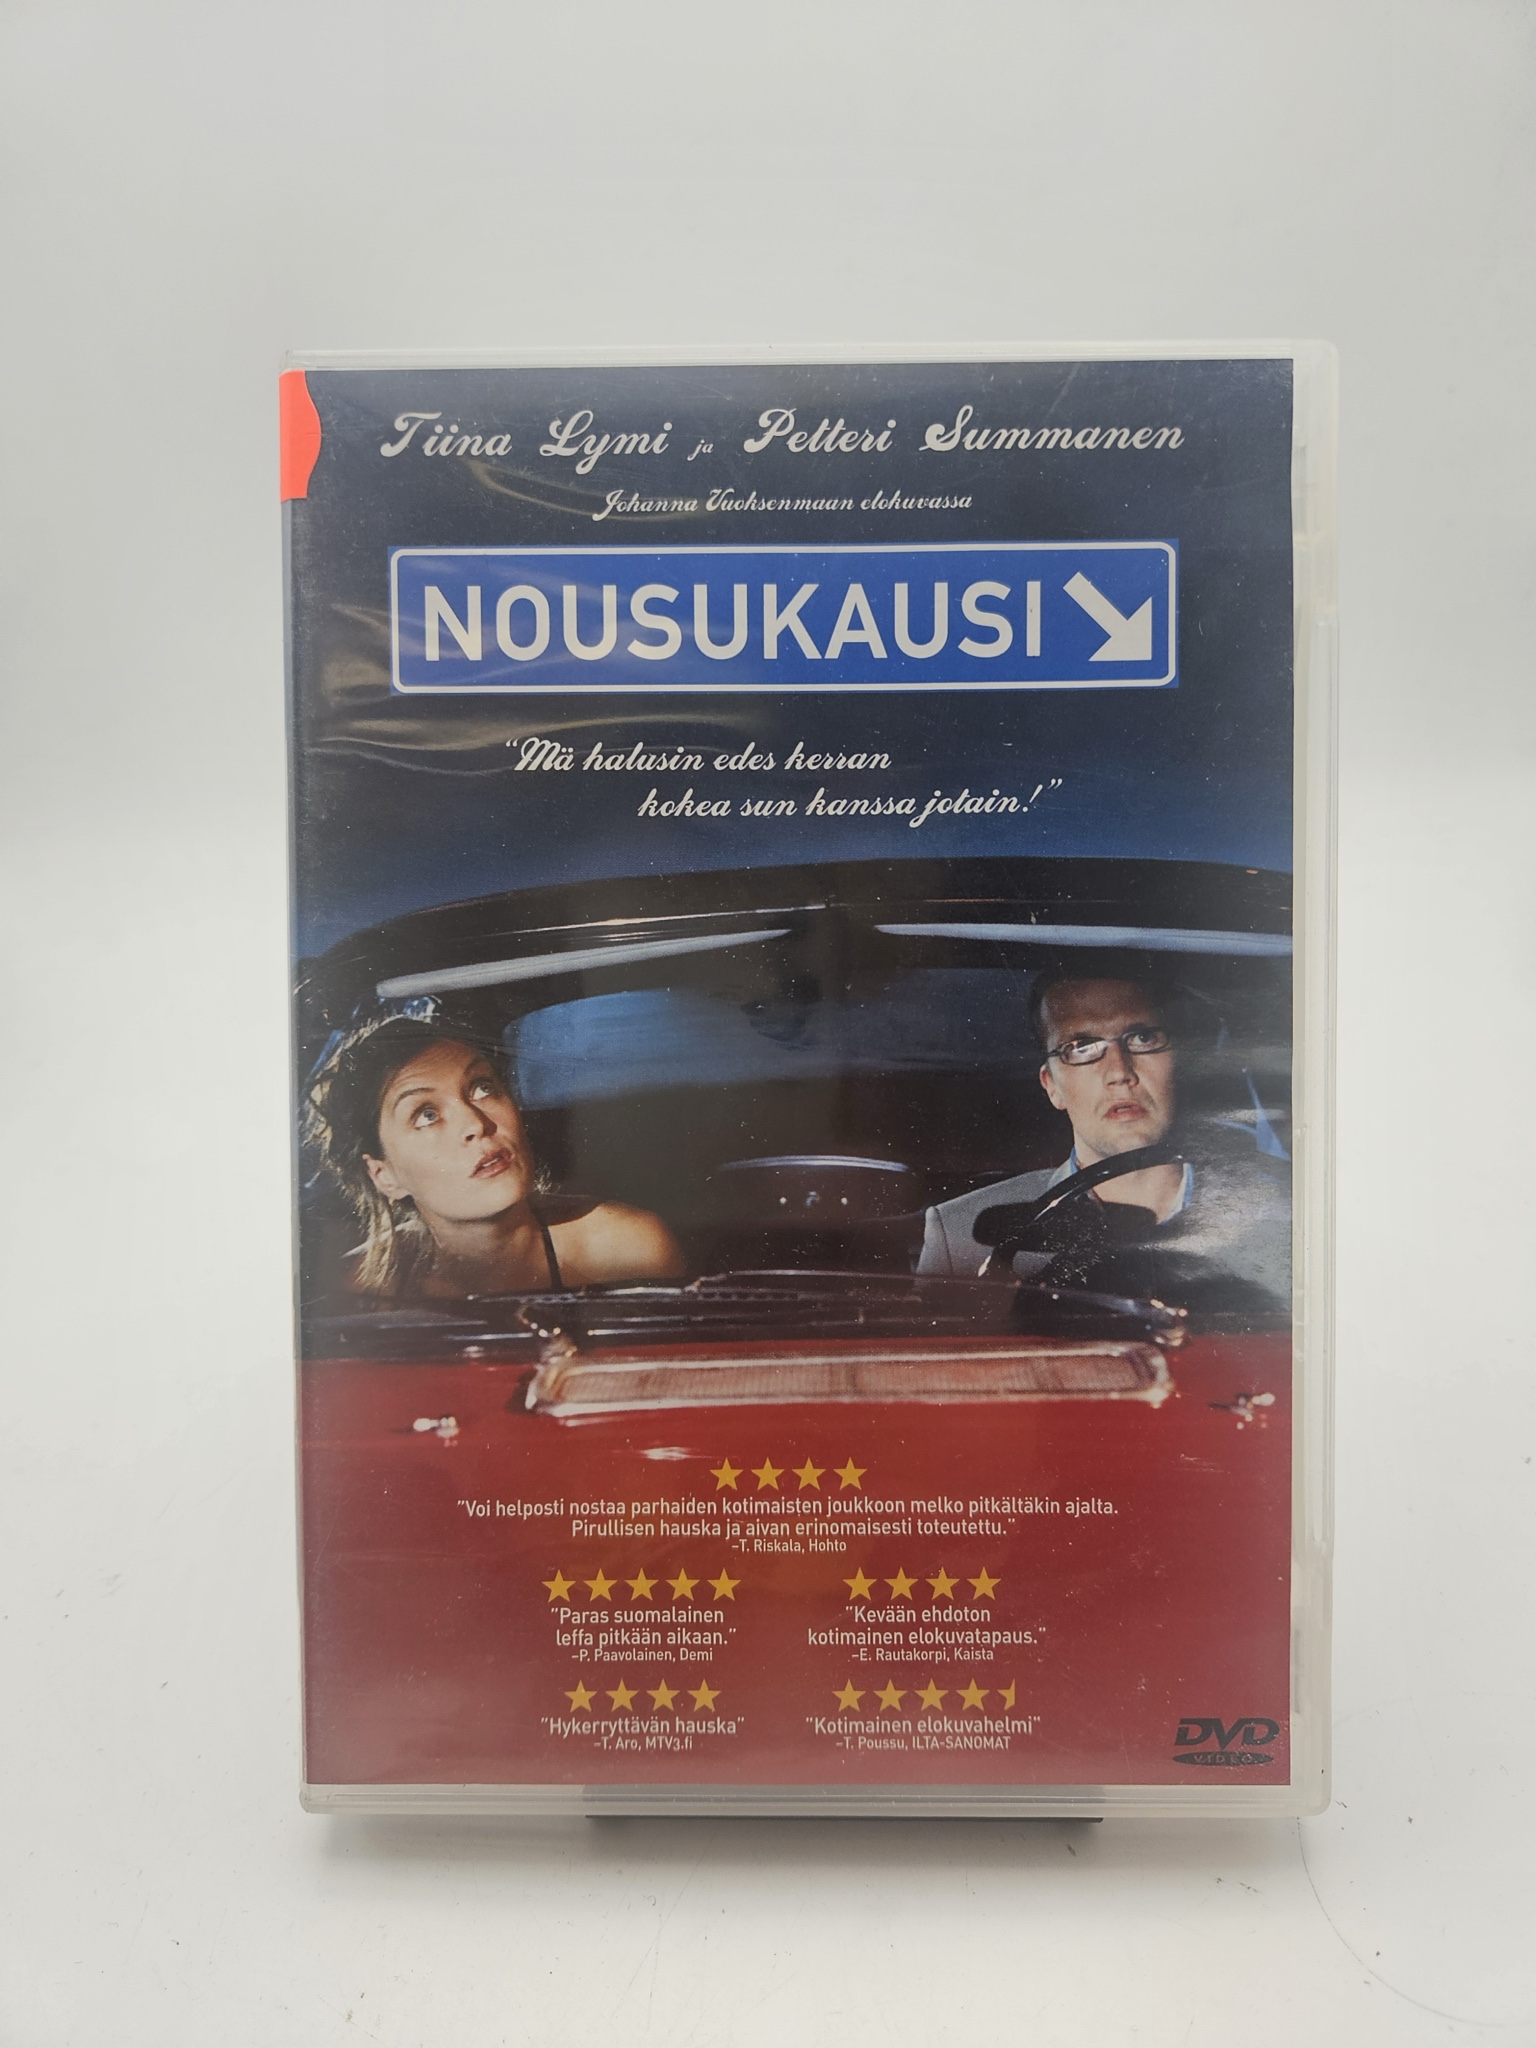 Tiina Lymi ja Petteri Summanen
Johanna Vuoksenmaan elokuvassa
NOUSUKAUSI
“Mä halusin edes kerran
kokea sun kanssa jotain!”
”Voi helposti nostaa parhaiden kotimaisten joukkoon melko pitkältäkin ajalta.
Pirullisen hauska ja aivan erinomaisesti toteutettu.”
–T. Riskala, Hohto
”Paras suomalainen
leffa pitkään aikaan.”
–P. Paavolainen, Demi
”Kevään ehdoton
kotimainen elokuvatapaus.”
–E. Rautakorpi, Kaista
”Hykerryttävän hauska”
–T. Aro, MTV3.fi
”Kotimainen elokuvahelmi”
–T. Poussu, ILTA-SANOMAT
DVD
VIDEO